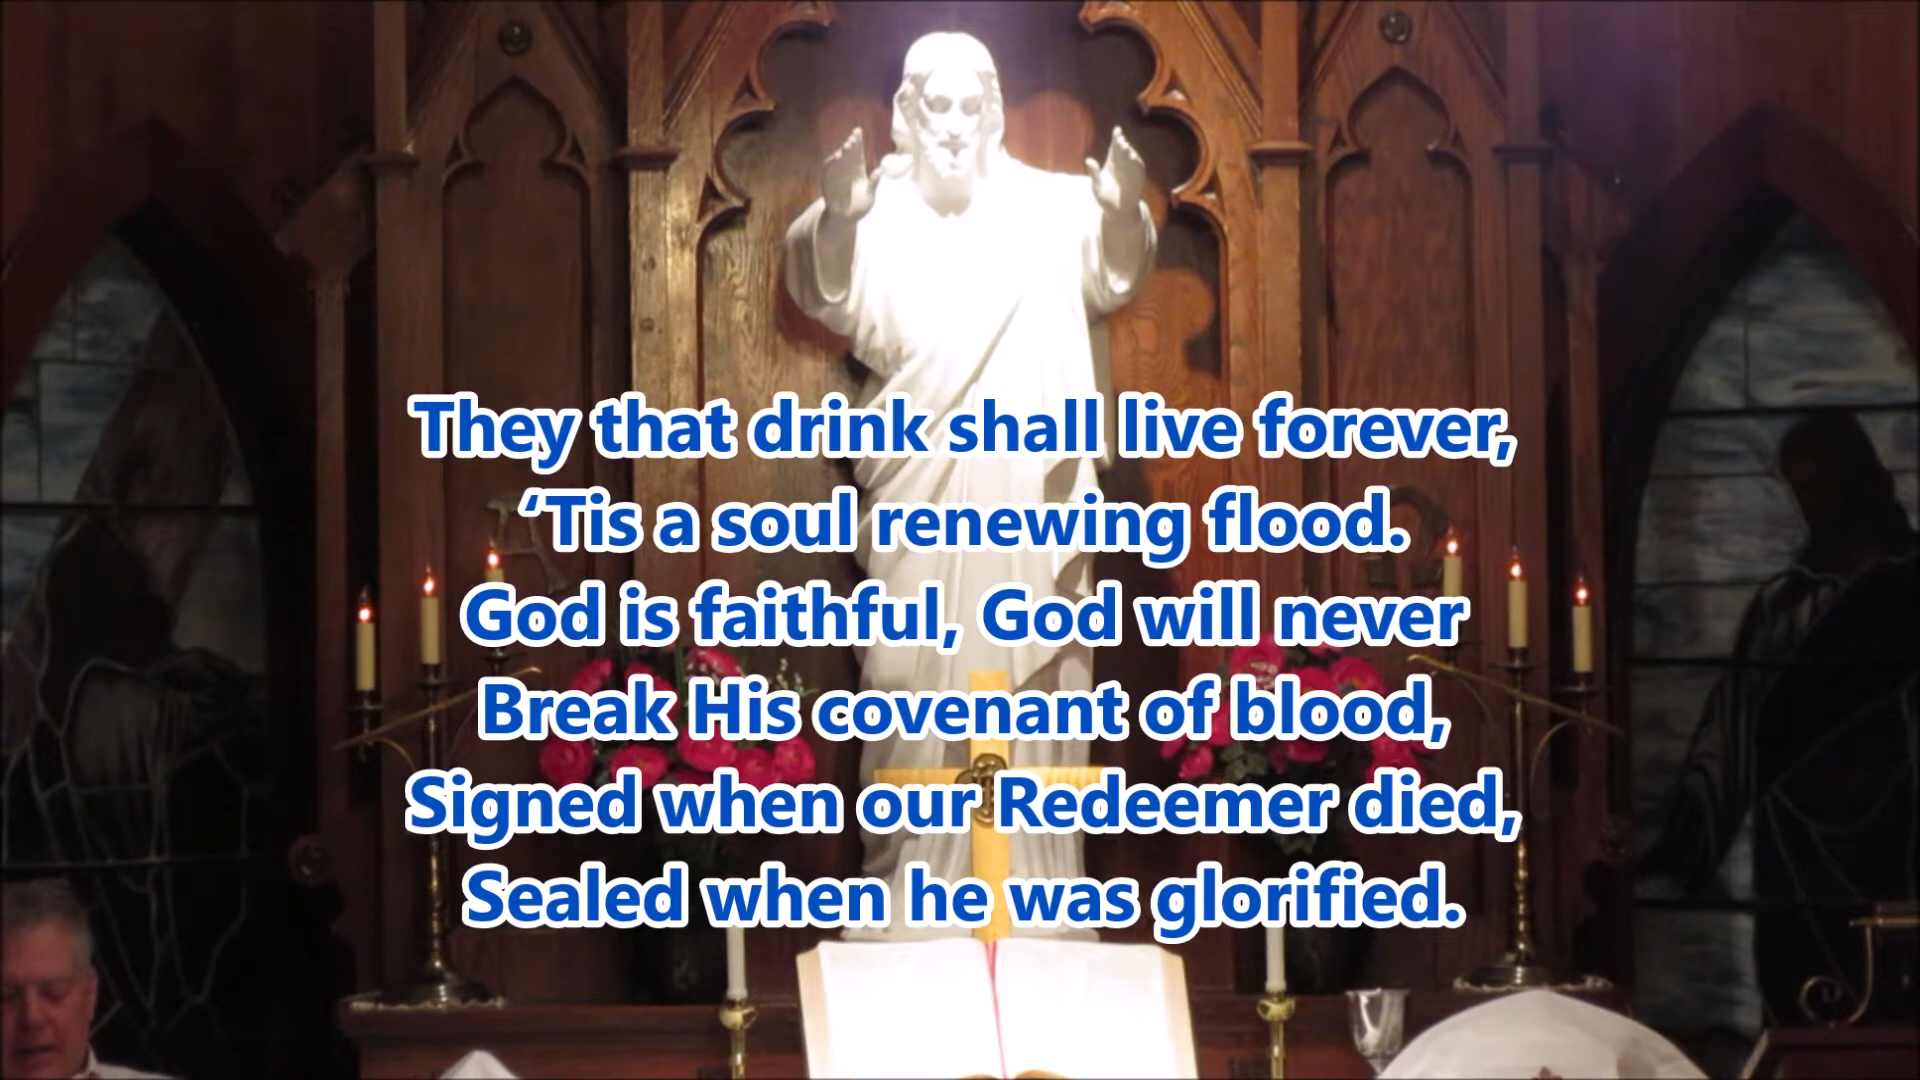 They that drink shall live forever,
‘Tis a soul renewing flood.
God is faithful, God will never
Break His covenant of blood,
Signed when our Redeemer died,
Sealed when he was glorified.